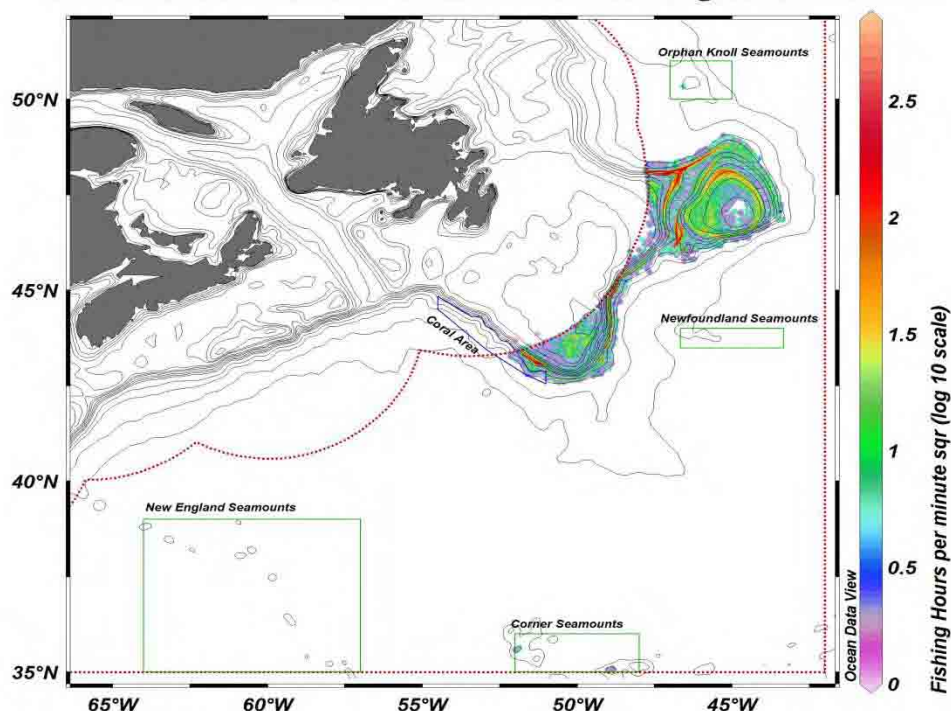 Orphan Knoll Seamounts
50°N
2.5
2
45°N
Newfoundland Seamounts
Coral Area
1.5
1
40°N
New England Seamounts
0.5
Corner Seamounts
35°N
0
65°W
60°W
55°W
50°W
45°W
Ocean Data View
Fishing Hours per minute sqr (log 10 scale)